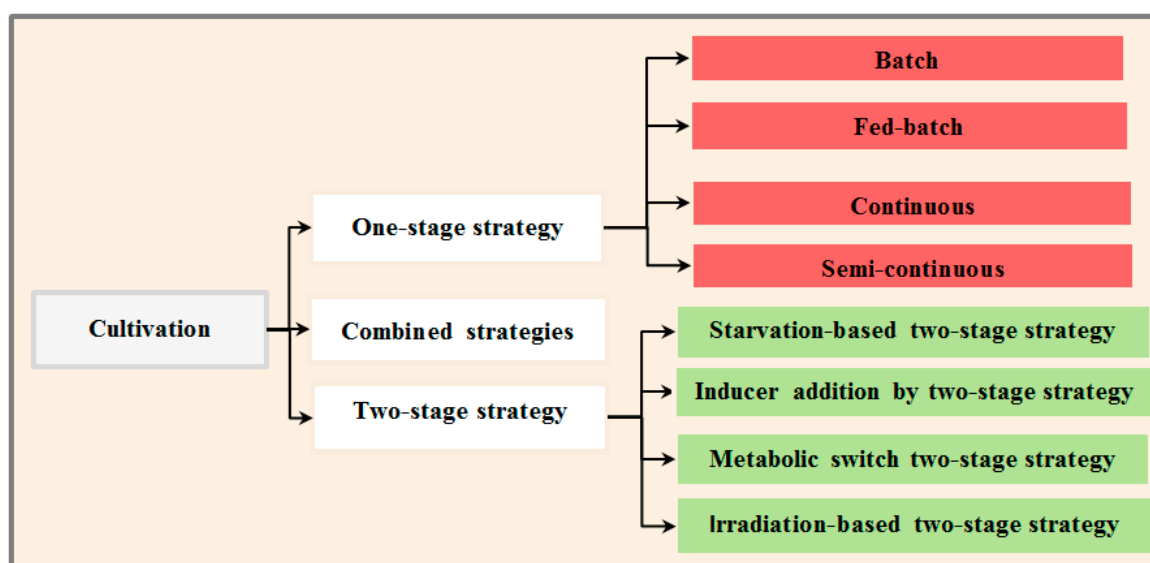 Cultivation
One-stage strategy
Combined strategies
Two-stage strategy
Batch
Fed-batch
Continuous
Semi-continuous
Starvation-based two-stage strategy
Inducer addition by two-stage strategy
Metabolic switch two-stage strategy
Irradiation-based two-stage strategy